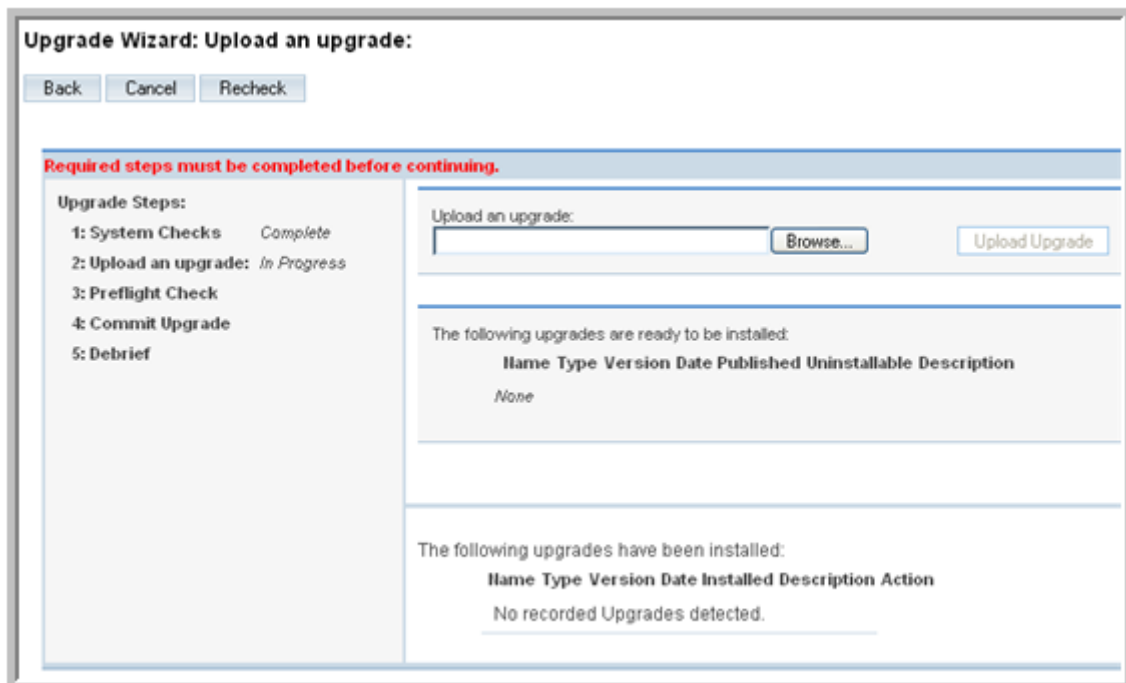 Upgrade Wizard: Upload an upgrade:
Back Cancel Recheck
Required steps must be completed before continuing.
Upgrade Steps:
1: System Checks Complete
2: Upload an upgrade: In Progress
3: Preflight Check
4: Commit Upgrade
5: Debrief
Upload an upgrade:
Browse... Upload Upgrade
The following upgrades are ready to be installed:
Name Type Version Date Published Uninstallable Description
None
The following upgrades have been installed:
Name Type Version Date Installed Description Action
No recorded Upgrades detected.